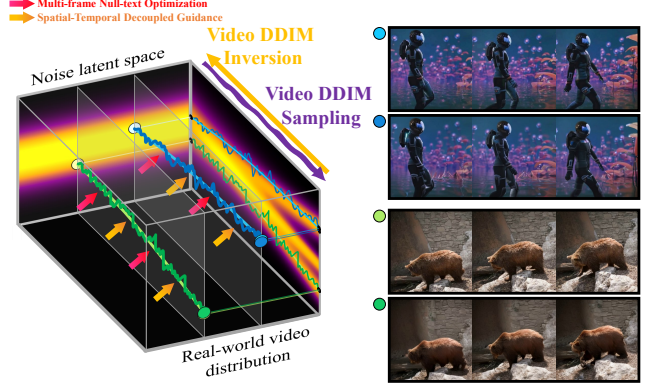 Multi-frame Null-text Optimization
Spatial-Temporal Decoupled Guidance
Video DDIM
Inversion
Noise latent space
Video DDIM
Sampling
Real-world video
distribution